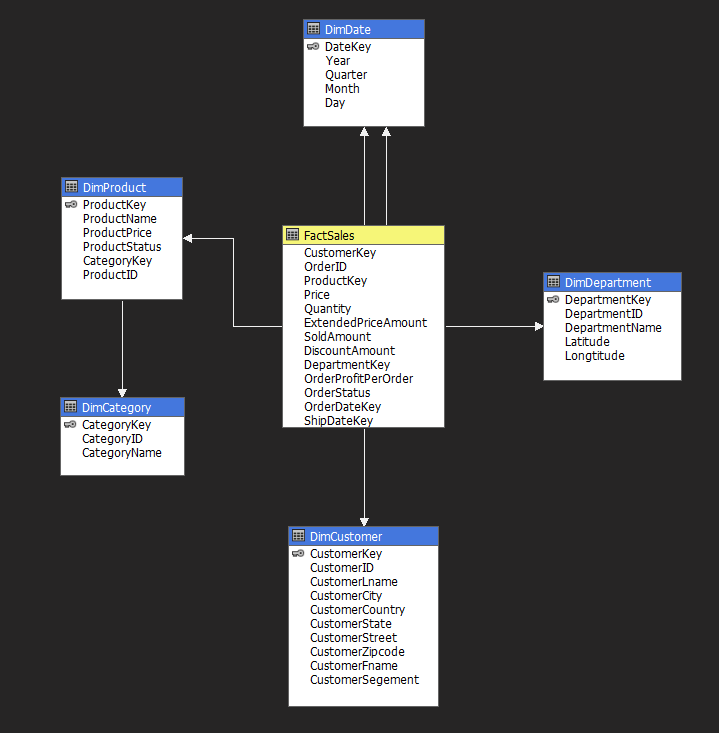 DimDate
DateKey
Year
Quarter
Month
Day
DimProduct
ProductKey
ProductName
ProductPrice
ProductStatus
CategoryKey
ProductID
FactSales
CustomerKey
OrderID
ProductKey
Price
Quantity
ExtendedPriceAmount
SoldAmount
DiscountAmount
DepartmentKey
OrderProfitPerOrder
OrderStatus
OrderDateKey
ShipDateKey
DimDepartment
DepartmentKey
DepartmentID
DepartmentName
Latitude
Longtitude
DimCategory
CategoryKey
CategoryID
CategoryName
DimCustomer
CustomerKey
CustomerID
CustomerLname
CustomerCity
CustomerCountry
CustomerState
CustomerStreet
CustomerZipcode
CustomerFname
CustomerSegement